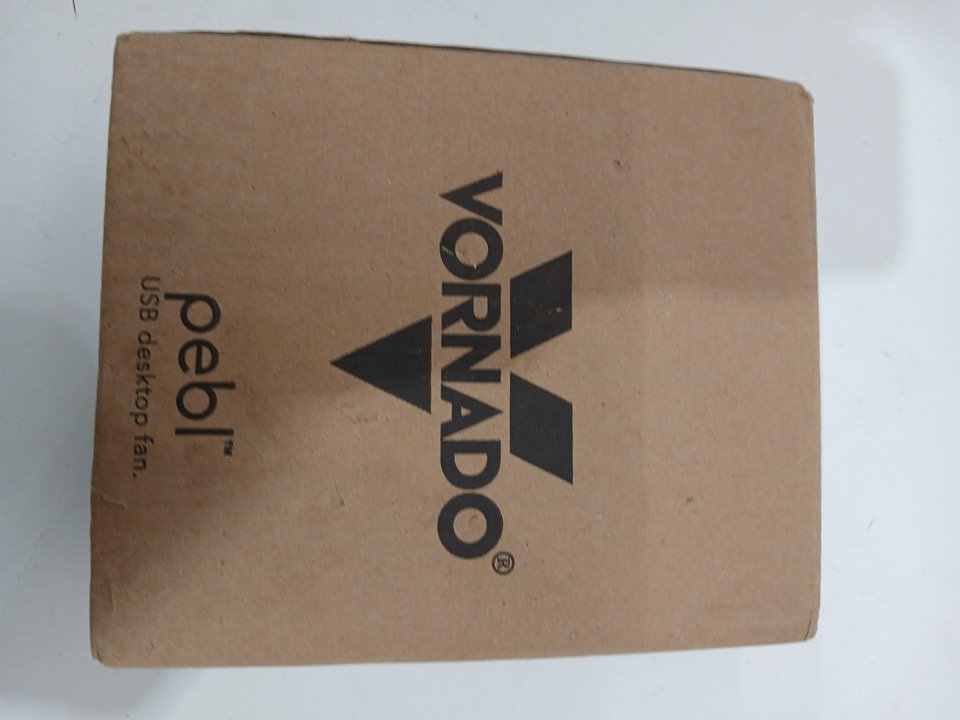 VORNADO®
pebl™
USB desktop fan.